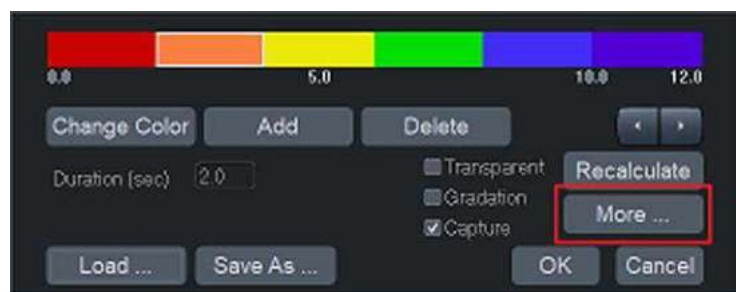 0.0 5.0 10.0 12.0
Change Color Add Delete
Duration (sec) 2.0 Transparent Recalculate
Gradation More ...
Capture
Load ... Save As ... OK Cancel